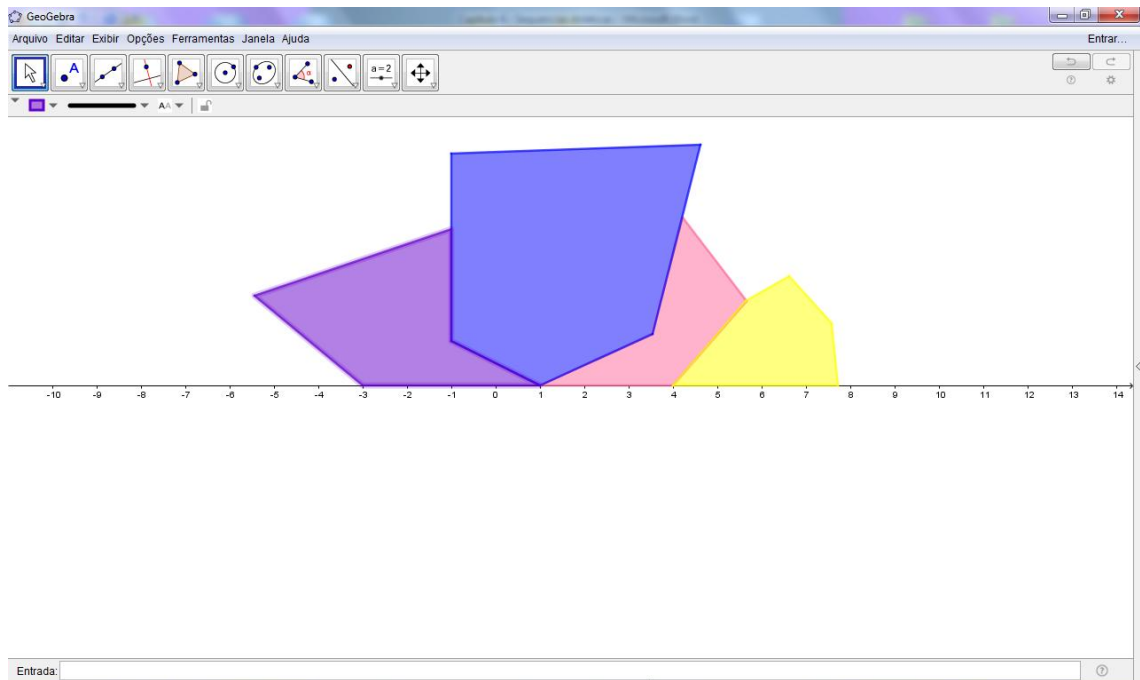 GeoGebra
Arquivo Editar Exibir Opções Ferramentas Janela Ajuda
Entrar...
A
α
a=2
AA
-10 -9 -8 -7 -6 -5 -4 -3 -2 -1 0 1 2 3 4 5 6 7 8 9 10 11 12 13 14
Entrada: